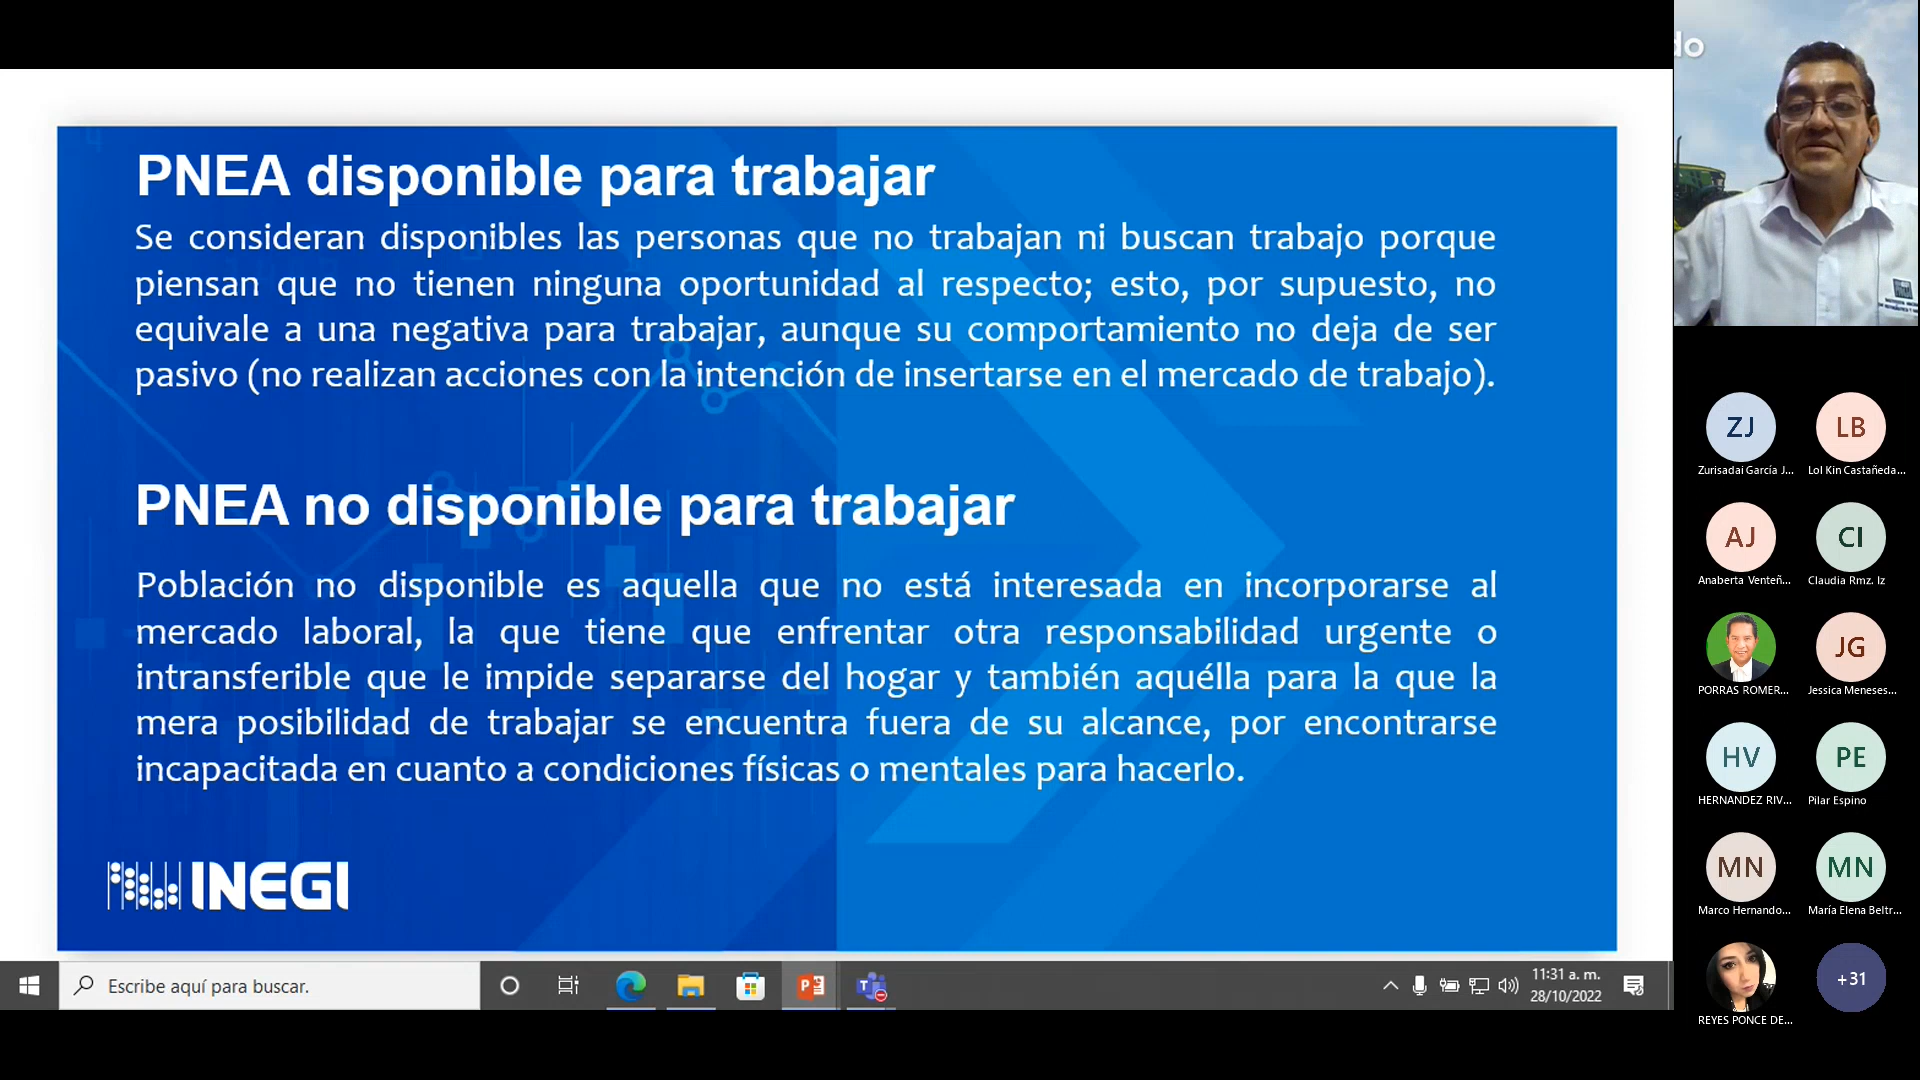 do
PNEA disponible para trabajar
Se consideran disponibles las personas que no trabajan ni buscan trabajo porque
piensan que no tienen ninguna oportunidad al respecto; esto, por supuesto, no
equivale a una negativa para trabajar, aunque su comportamiento no deja de ser
pasivo (no realizan acciones con la intención de insertarse en el mercado de trabajo).
PNEA no disponible para trabajar
Población no disponible es aquella que no está interesada en incorporarse al
mercado laboral, la que tiene que enfrentar otra responsabilidad urgente o
intransferible que le impide separarse del hogar y también aquélla para la que la
mera posibilidad de trabajar se encuentra fuera de su alcance, por encontrarse
incapacitada en cuanto a condiciones físicas o mentales para hacerlo.
INEGI
Escribe aquí para buscar.
11:31 a. m.
28/10/2022
ZJ
Zurisadai García J...
LB
Lol Kin Castañeda...
AJ
Anaberta Venteñ...
CI
Claudia Rmz. Iz
PORRAS ROMER...
JG
Jessica Meneses...
HV
HERNANDEZ RIV...
PE
Pilar Espino
MN
Marco Hernando...
MN
María Elena Beltr...
REYES PONCE DE...
+31